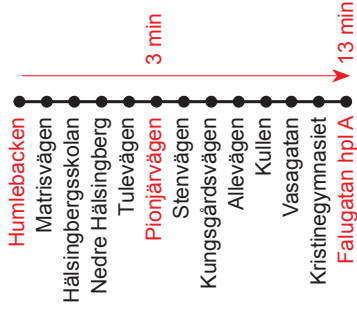 Humlebacken
Matrisvägen
Hälsingbergsskolan
Nedre Hälsingberg
Tulevägen
Pionjärvägen
3 min
Stenvägen
Kungsgårdsvägen
Allevägen
Kullen
Vasagatan
Kristinegymnasiet
Falugatan hpl A
13 min